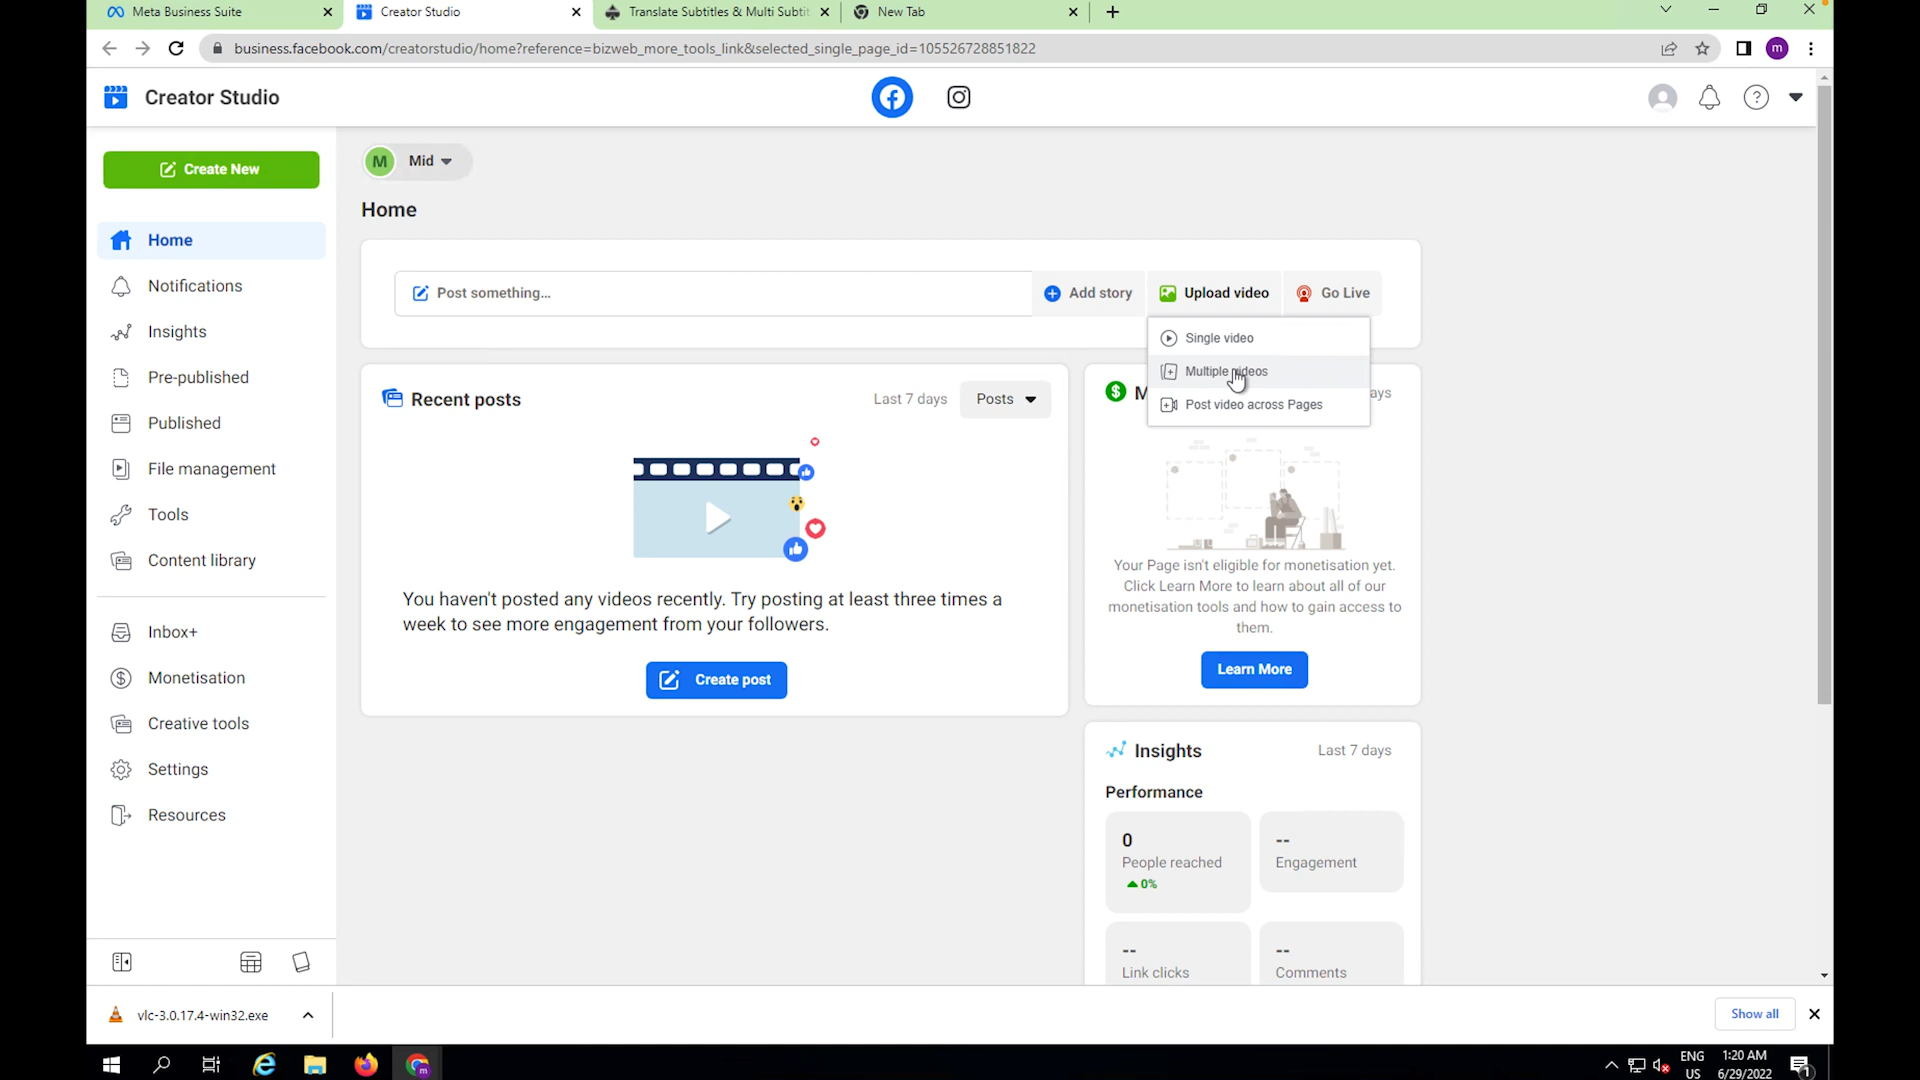 Meta Business Suite
Creator Studio
Translate Subtitles & Multi Subtit
New Tab
business.facebook.com/creatorstudio/home?reference=bizweb_more_tools_link&selected_single_page_id=105526728851822
m
Creator Studio
Create New
M
Mid
Home
Home
Notifications
Insights
Pre-published
Published
File management
Tools
Content library
Inbox+
Monetisation
Creative tools
Settings
Resources
Post something...
Add story
Upload video
Go Live
Single video
Multiple videos
Post video across Pages
Recent posts
Last 7 days
Posts
You haven't posted any videos recently. Try posting at least three times a
week to see more engagement from your followers.
Create post
M
ays
Your Page isn't eligible for monetisation yet.
Click Learn More to learn about all of our
monetisation tools and how to gain access to
them.
Learn More
Insights
Last 7 days
Performance
0
People reached
0%
--
Engagement
--
Link clicks
--
Comments
vlc-3.0.17.4-win32.exe
Show all
ENG
US
1:20 AM
6/29/2022
1